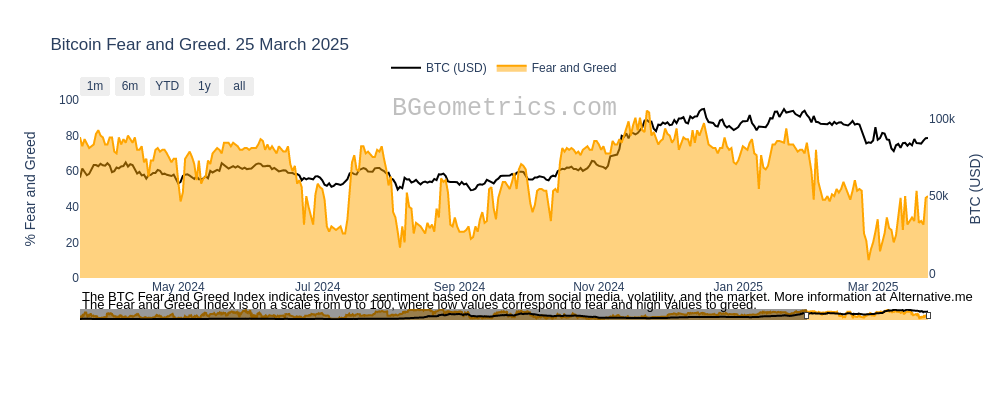 Bitcoin Fear and Greed. 25 March 2025
BTC (USD) Fear and Greed
1m 6m YTD 1y all
BGeometrics.com
100
80
60
40
20
0
% Fear and Greed
100k
50k
0
BTC (USD)
May 2024 Jul 2024 Sep 2024 Nov 2024 Jan 2025 Mar 2025
The BTC Fear and Greed Index indicates investor sentiment based on data from social media, volatility, and the market. More information at Alternative.me
The Fear and Greed Index is on a scale from 0 to 100, where low values correspond to fear and high values to greed.